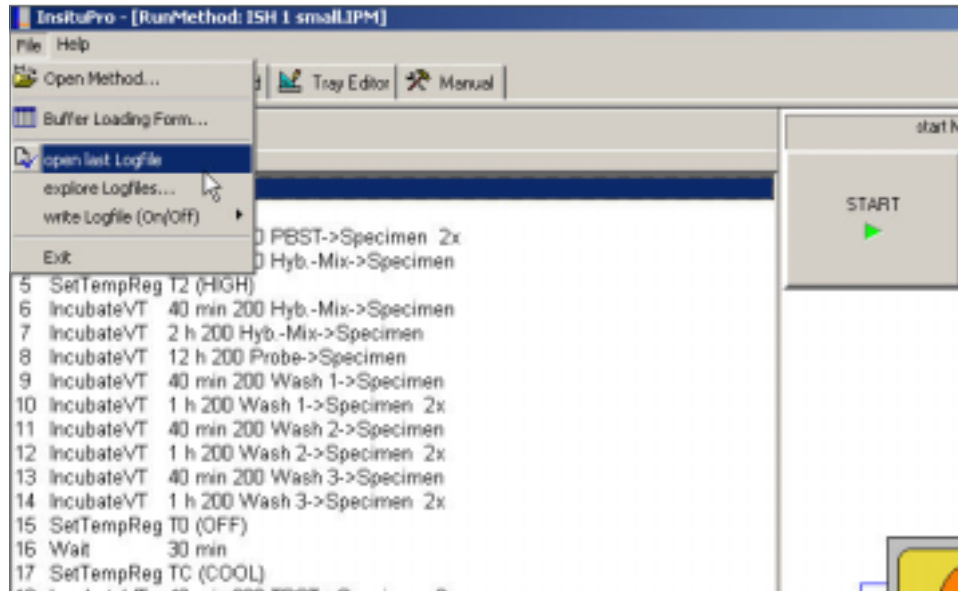 InsituPro - [RunMethod: ISH 1 small.IPM]
File Help
Open Method...
Tray Editor Manual
Buffer Loading Form...
start
open last Logfile
explore Logfiles...
START
write Logfile (On/Off)
PBST->Specimen 2x
Exit
Hyb.-Mix->Specimen
5 SetTempReg T2 (HIGH)
6 IncubateVT 40 min 200 Hyb.-Mix->Specimen
7 IncubateVT 2 h 200 Hyb.-Mix->Specimen
8 IncubateVT 12 h 200 Probe->Specimen
9 IncubateVT 40 min 200 Wash 1->Specimen
10 IncubateVT 1 h 200 Wash 1->Specimen 2x
11 IncubateVT 40 min 200 Wash 2->Specimen
12 IncubateVT 1 h 200 Wash 2->Specimen 2x
13 IncubateVT 40 min 200 Wash 3->Specimen
14 IncubateVT 1 h 200 Wash 3->Specimen 2x
15 SetTempReg T0 (OFF)
16 Wait 30 min
17 SetTempReg TC (COOL)